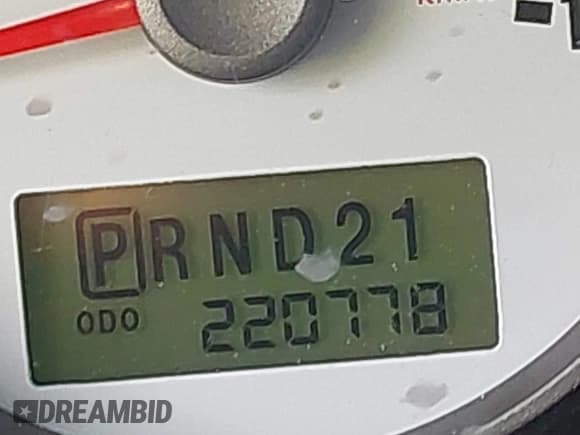 PRND21
ODO 220778
DREAMBID